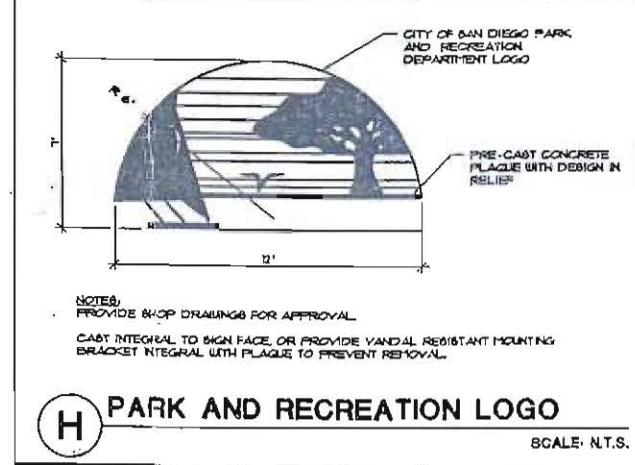 CITY OF SAN DIEGO PARK
AND RECREATION
DEPARTMENT LOGO
PRE-CAST CONCRETE
PLAQUE WITH DESIGN IN
RELIEF
7"
12"
NOTES:
PROVIDE SHOP DRAWINGS FOR APPROVAL.
CAST INTEGRAL TO SIGN FACE, OR PROVIDE VANDAL RESISTANT MOUNTING
BRACKET INTEGRAL WITH PLAQUE TO PREVENT REMOVAL.
H
PARK AND RECREATION LOGO
SCALE: N.T.S.